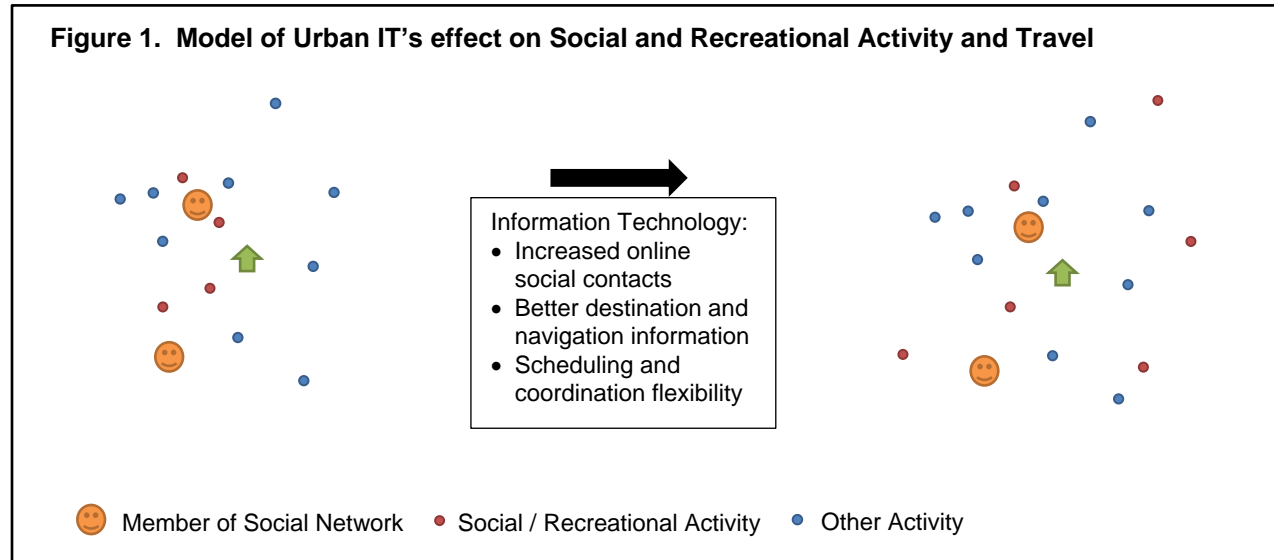 Figure 1. Model of Urban IT's effect on Social and Recreational Activity and Travel
Information Technology:
• Increased online
social contacts
• Better destination and
navigation information
• Scheduling and
coordination flexibility
Member of Social Network
Social / Recreational Activity
Other Activity